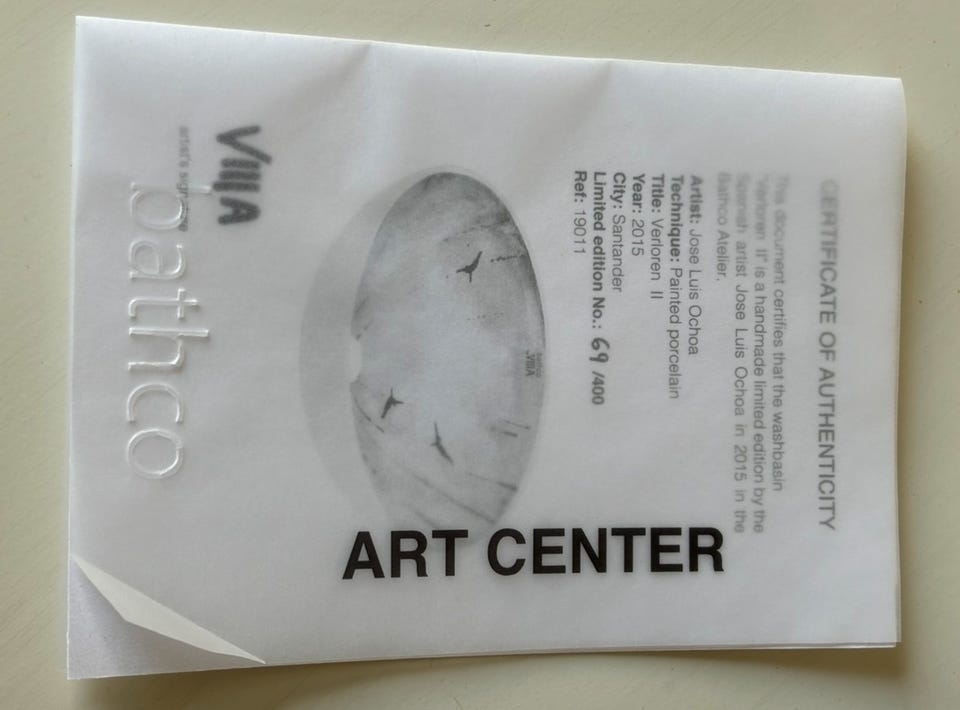 CERTIFICATE OF AUTHENTICITY
This document certifies that the washbasin
"Verloren II" is a handmade limited edition by the
Spanish artist Jose Luis Ochoa in 2015 in the
Bathco Atelier.
Artist: Jose Luis Ochoa
Technique: Painted porcelain
Title: Verloren II
Year: 2015
City: Santander
Limited edition No.: 69 /400
Ref: 19011
VIIIA
artist's signature
.bathco
ART CENTER